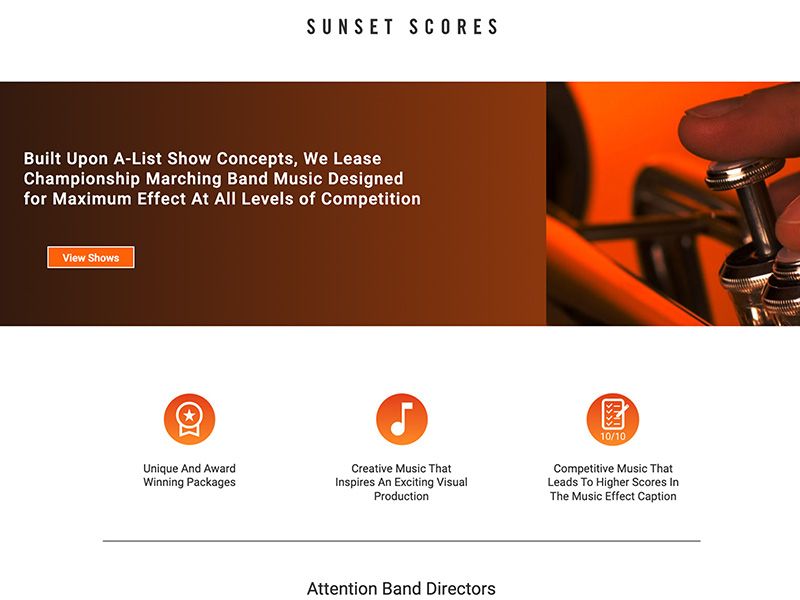 SUNSET SCORES
Built Upon A-List Show Concepts, We Lease
Championship Marching Band Music Designed
for Maximum Effect At All Levels of Competition
View Shows
10/10
Unique And Award
Winning Packages
Creative Music That
Inspires An Exciting Visual
Production
Competitive Music That
Leads To Higher Scores In
The Music Effect Caption
Attention Band Directors